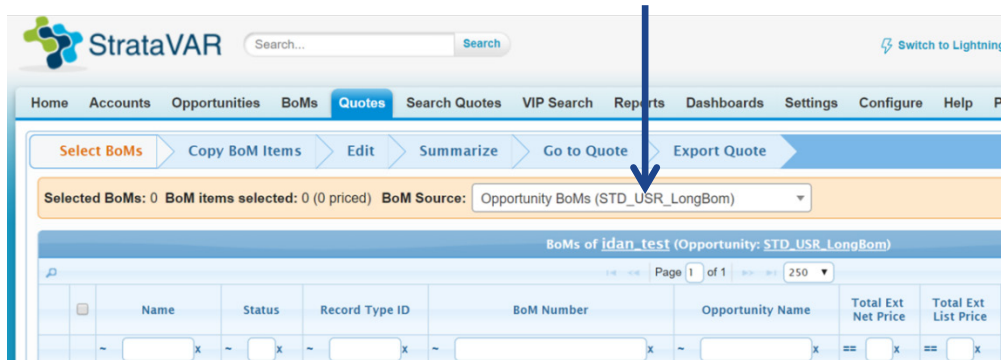 StrataVAR Search... Search Switch to Lightning
Home Accounts Opportunities BoMs Quotes Search Quotes VIP Search Reports Dashboards Settings Configure Help P
Select BoMs Copy BoM Items Edit Summarize Go to Quote Export Quote
Selected BoMs: 0 BoM items selected: 0 (0 priced) BoM Source: Opportunity BoMs (STD_USR_LongBom)
BoMs of idan_test (Opportunity: STD_USR_LongBom)
Page 1 of 1 250
Name Status Record Type ID BoM Number Opportunity Name Total Ext Net Price Total Ext List Price
~ x ~ x ~ x ~ x ~ x == x == x